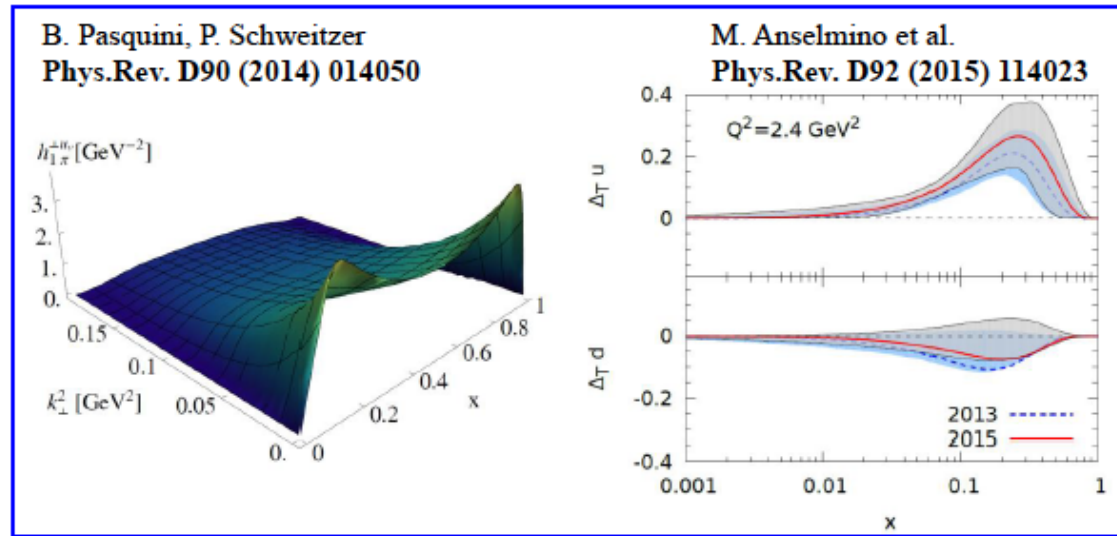 B. Pasquini, P. Schweitzer
Phys.Rev. D90 (2014) 014050
h⊥uᵥ1π [GeV⁻²]
3.
2.
1.
0.
0.15
0.1
0.05
0.
k²⊥ [GeV²]
0
0.2
0.4
0.6
0.8
1
x
M. Anselmino et al.
Phys.Rev. D92 (2015) 114023
Q²=2.4 GeV²
0.4
0.2
0
Δ_T u
0
-0.2
-0.4
Δ_T d
2013
2015
0.001
0.01
0.1
1
x